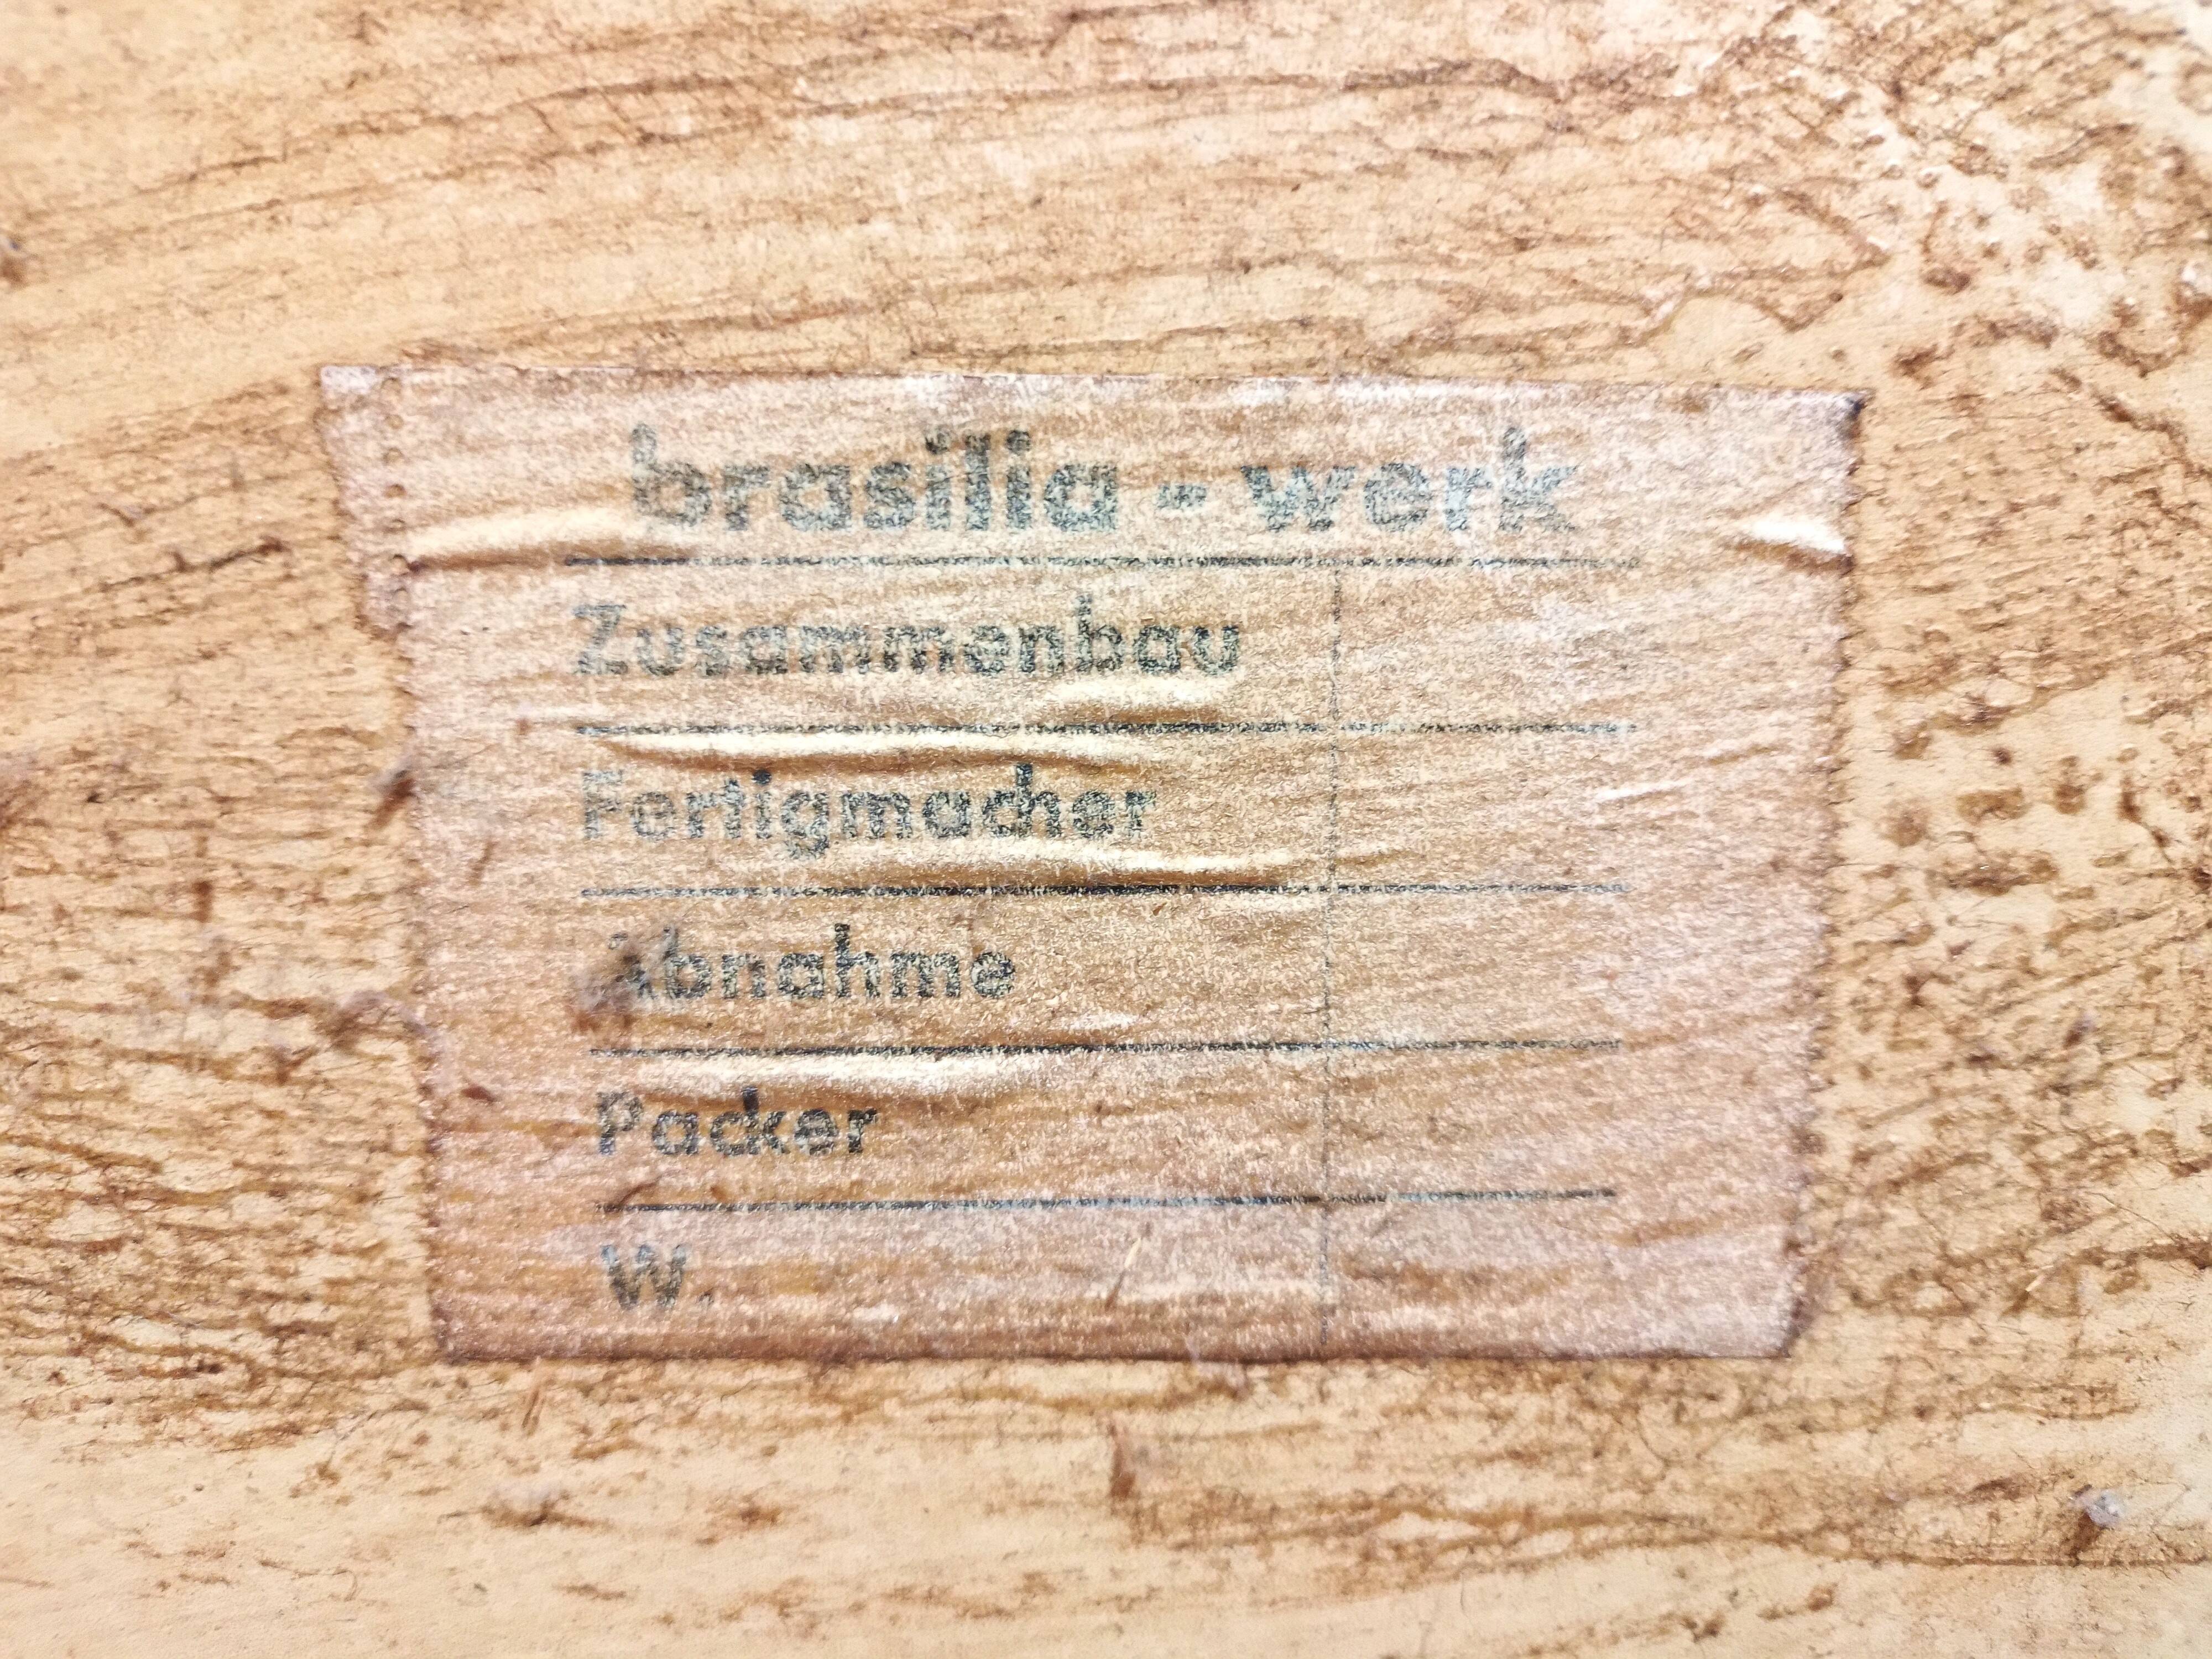 brasilia - werk
Zusammenbau
Fertigmacher
Abnahme
Packer
W.